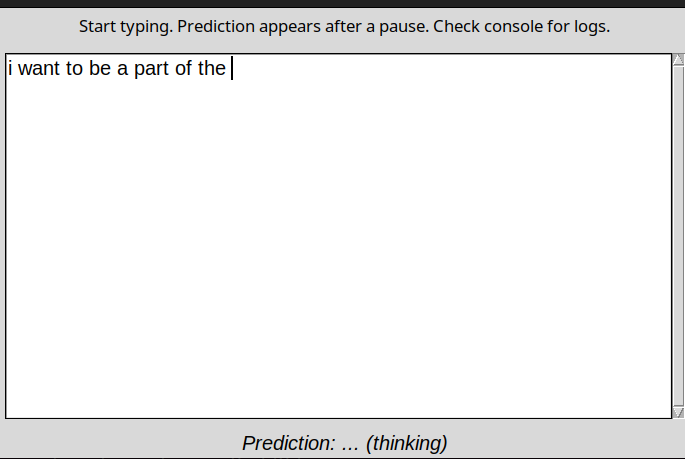 Start typing. Prediction appears after a pause. Check console for logs.
i want to be a part of the
Prediction: ... (thinking)